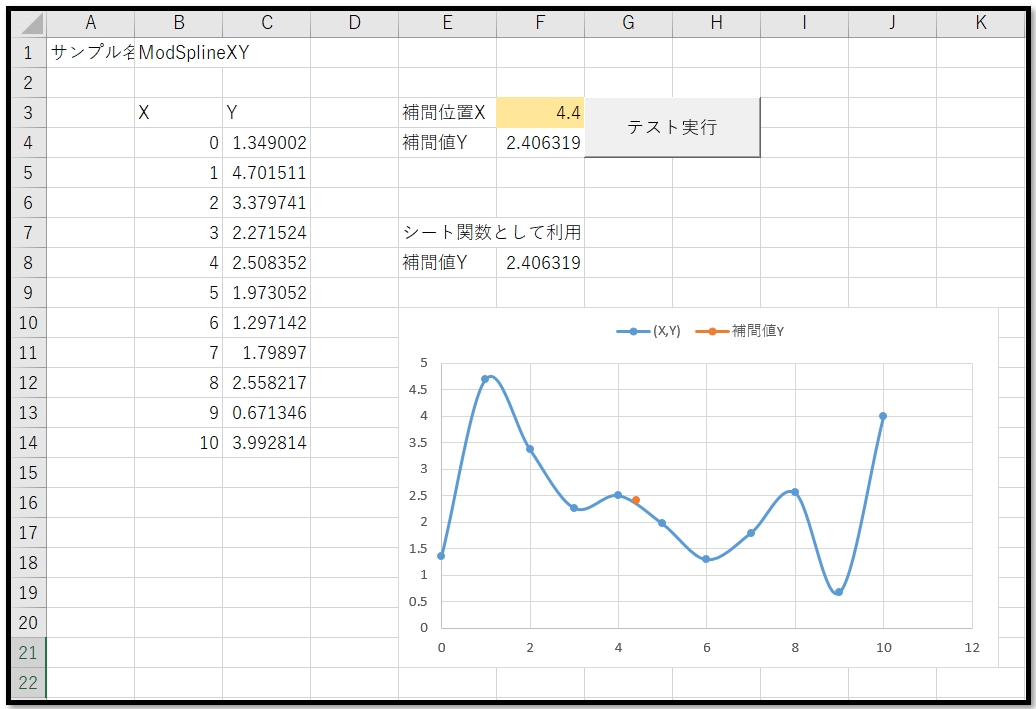 A B C D E F G H I J K
1 サンプル名 ModSplineXY
2
3 X Y 補間位置X 4.4 テスト実行
4 0 1.349002 補間値Y 2.406319
5 1 4.701511
6 2 3.379741
7 3 2.271524 シート関数として利用
8 4 2.508352 補間値Y 2.406319
9 5 1.973052
10 6 1.297142
11 7 1.79897
12 8 2.558217
13 9 0.671346
14 10 3.992814
15
16
17
18
19
20
21
22
(X,Y) 補間値Y
5
4.5
4
3.5
3
2.5
2
1.5
1
0.5
0
0 2 4 6 8 10 12